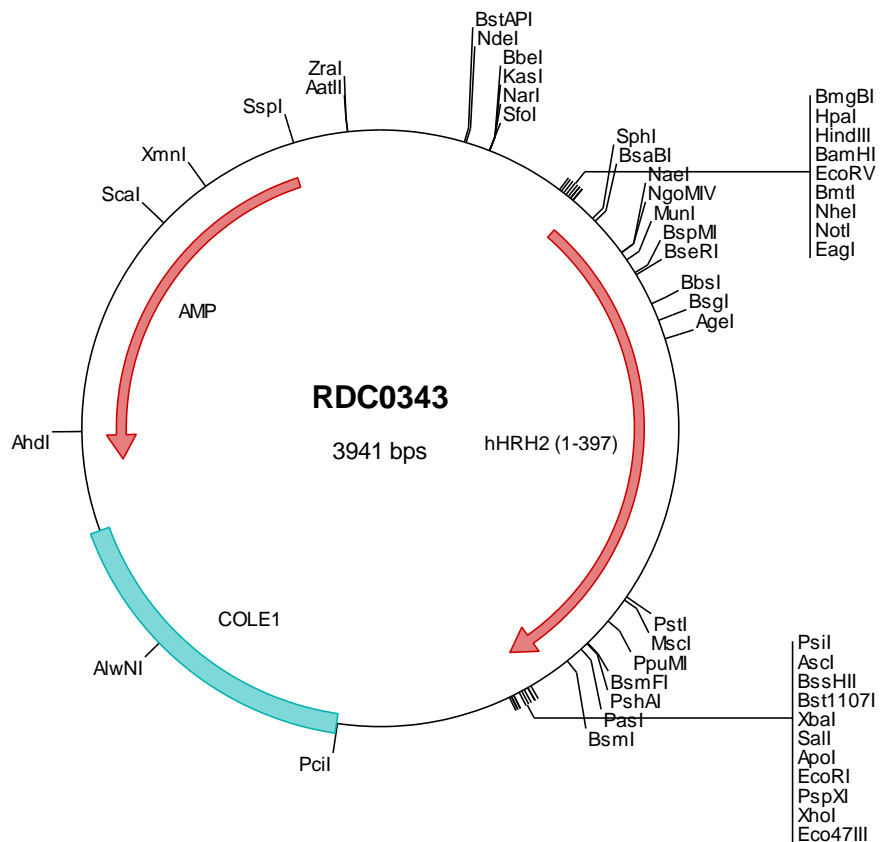 BstAPI
NdeI
BbeI
KasI
NarI
SfoI
ZraI
AatII
SspI
XmnI
ScaI
SphI
BsaBI
NaeI
NgoMIV
MunI
BspMI
BseRI
BbsI
BsgI
AgeI
BmgBI
HpaI
HindIII
BamHI
EcoRV
BmtI
NheI
NotI
EagI
AMP
RDC0343
3941 bps
hHRH2 (1-397)
AhdI
COLE1
AlwNI
PciI
PstI
MscI
PpuMI
BsmFI
PshAI
PasI
BsmI
PsiI
AscI
BssHII
Bst1107I
XbaI
SalI
ApoI
EcoRI
PspXI
XhoI
Eco47III